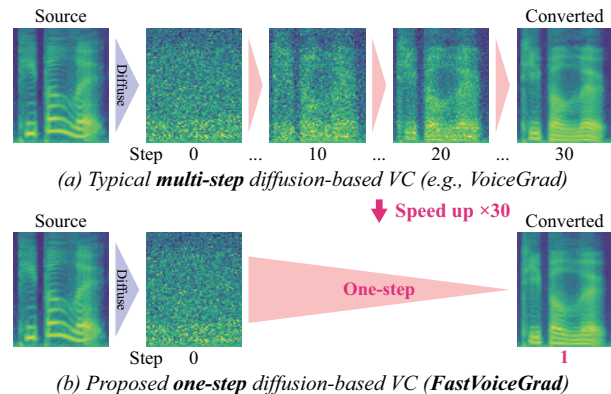 Source
Converted
Diffuse
Step 0 ... 10 ... 20 ... 30
(a) Typical multi-step diffusion-based VC (e.g., VoiceGrad)
Speed up ×30
Source
Converted
Diffuse
One-step
Step 0
1
(b) Proposed one-step diffusion-based VC (FastVoiceGrad)